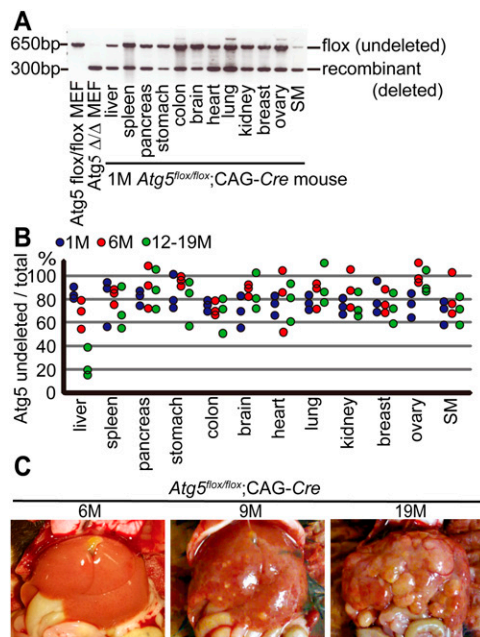 A
650bp
flox (undeleted)
300bp
recombinant
(deleted)
Atg5 flox/flox MEF
Atg5 Δ/Δ MEF
liver
spleen
pancreas
stomach
colon
brain
heart
lung
kidney
breast
ovary
SM
1M Atg5flox/flox;CAG-Cre mouse
B
1M 6M 12-19M
%
Atg5 undeleted / total
100
80
60
40
20
0
liver
spleen
pancreas
stomach
colon
brain
heart
lung
kidney
breast
ovary
SM
C
Atg5flox/flox;CAG-Cre
6M 9M 19M